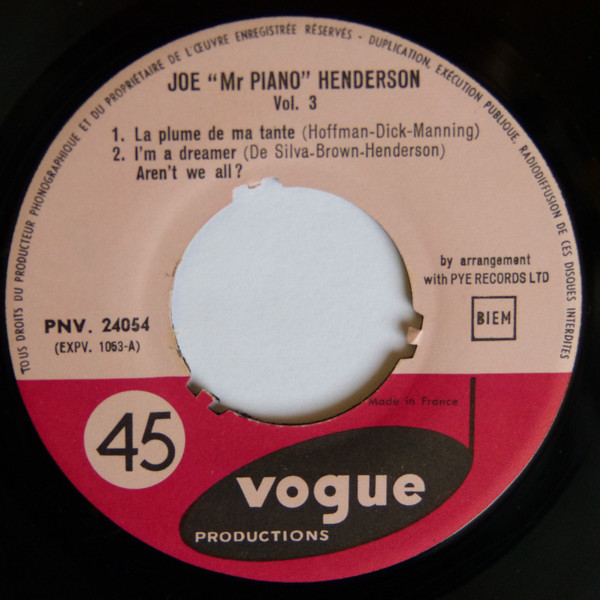 TOUS DROITS DU PRODUCTEUR PHONOGRAPHIQUE ET DU PROPRIÉTAIRE DE L'ŒUVRE ENREGISTRÉE RÉSERVÉS - DUPLICATION, EXÉCUTION PUBLIQUE, RADIODIFFUSION DE CES DISQUES INTERDITES
JOE "Mr PIANO" HENDERSON
Vol. 3
1. La plume de ma tante (Hoffman-Dick-Manning)
2. I'm a dreamer (De Silva-Brown-Henderson)
Aren't we all?
by arrangement
with PYE RECORDS LTD
BIEM
PNV. 24054
(EXPV. 1053-A)
Made in France
45
vogue
PRODUCTIONS